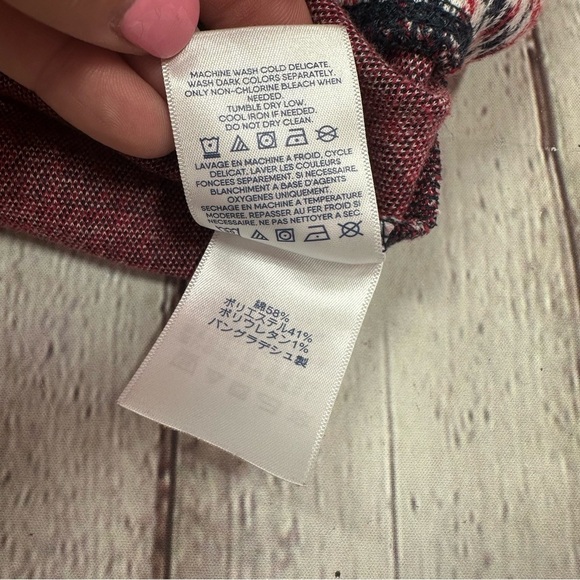 MACHINE WASH COLD DELICATE.
WASH DARK COLORS SEPARATELY.
ONLY NON-CHLORINE BLEACH WHEN
NEEDED.
TUMBLE DRY LOW.
COOL IRON IF NEEDED.
DO NOT DRY CLEAN.
LAVAGE EN MACHINE A FROID, CYCLE
DELICAT. LAVER LES COULEURS
FONCEES SEPAREMENT. SI NECESSAIRE,
BLANCHIMENT A BASE D'AGENTS
OXYGENES UNIQUEMENT.
SECHAGE EN MACHINE A TEMPERATURE
MODEREE. REPASSER AU FER FROID SI
NECESSAIRE. NE PAS NETTOYER A SEC.
綿58%
ポリエステル41%
ポリウレタン1%
バングラデシュ製